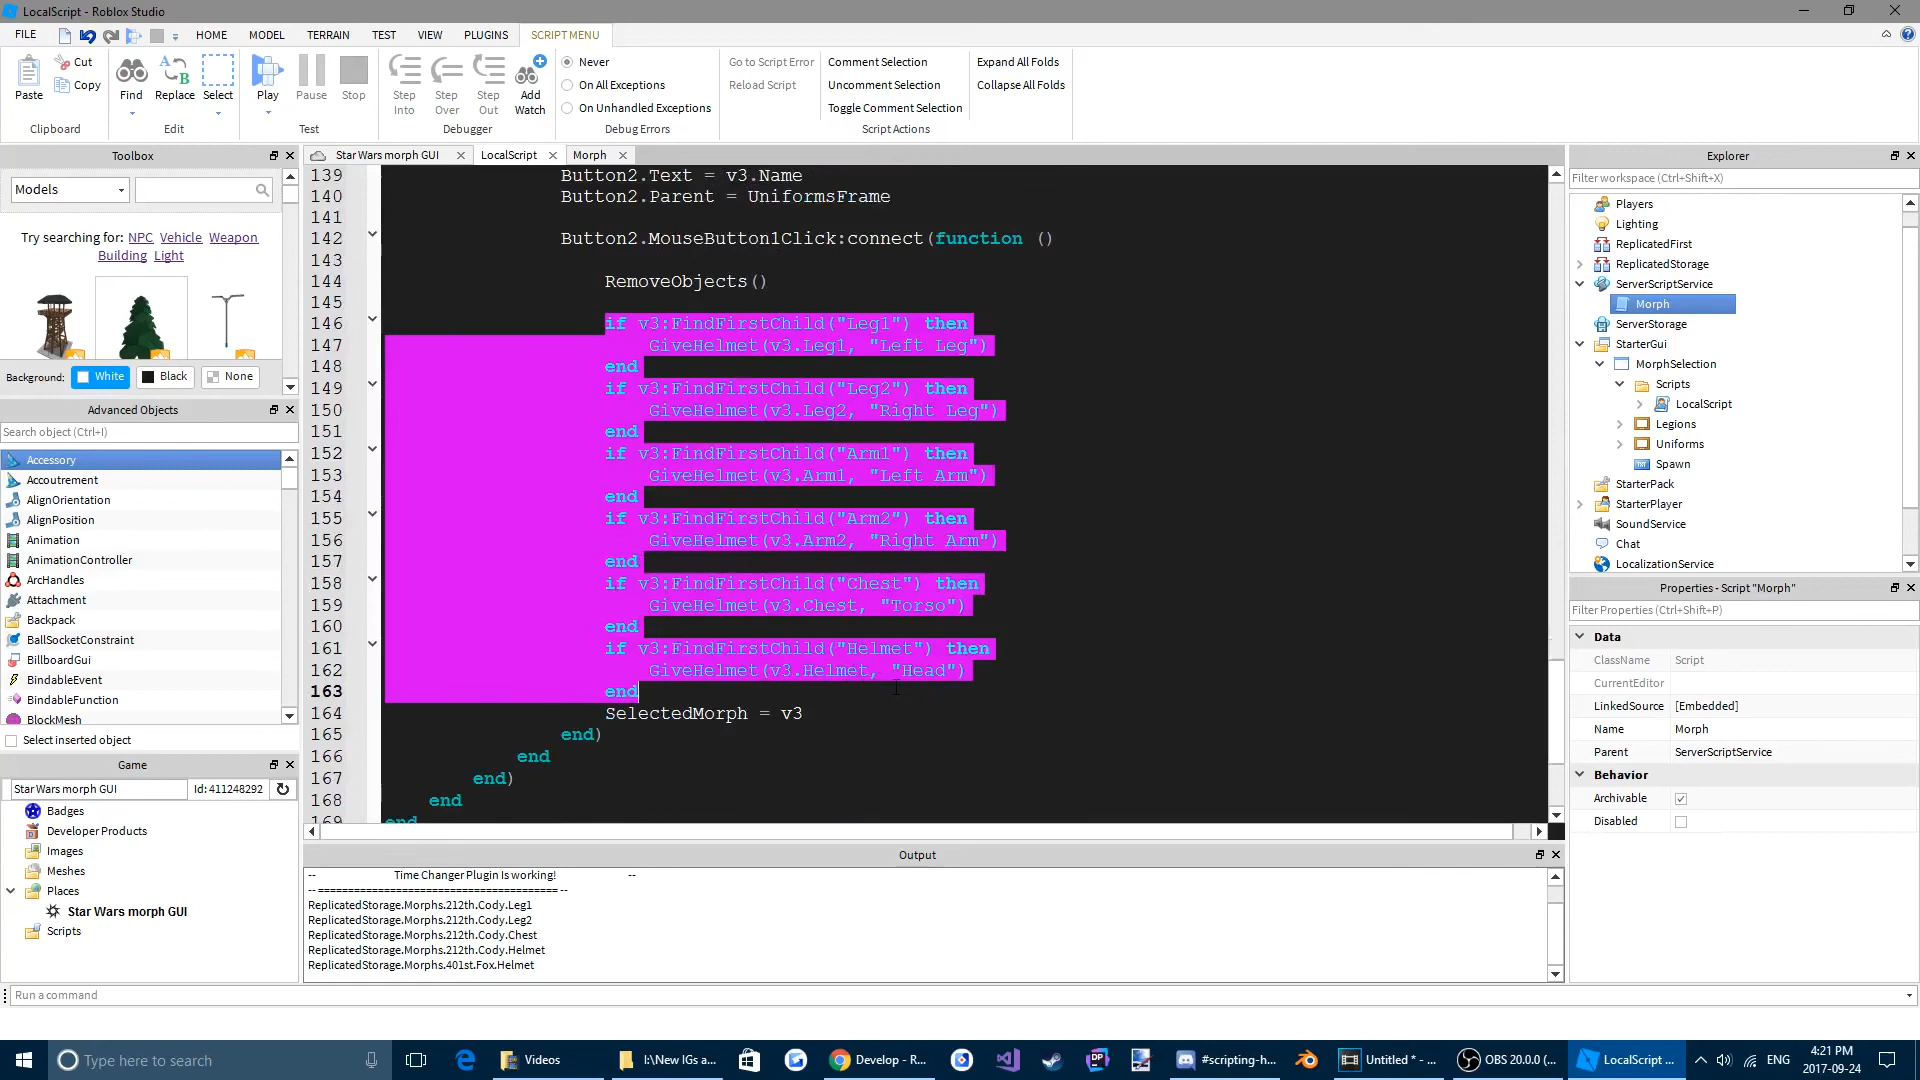 LocalScript - Roblox Studio
FILE
HOME
MODEL
TERRAIN
TEST
VIEW
PLUGINS
SCRIPT MENU
Paste
Cut
Copy
Clipboard
Find
Replace
Select
Edit
Play
Pause
Stop
Test
Step Into
Step Over
Step Out
Add Watch
Debugger
Never
On All Exceptions
On Unhandled Exceptions
Debug Errors
Go to Script Error
Reload Script
Comment Selection
Uncomment Selection
Toggle Comment Selection
Script Actions
Expand All Folds
Collapse All Folds
Toolbox
Models
Try searching for: NPC Vehicle Weapon
Building Light
Background: White Black None
Advanced Objects
Search object (Ctrl+I)
Accessory
Accoutrement
AlignOrientation
AlignPosition
Animation
AnimationController
ArcHandles
Attachment
Backpack
BallSocketConstraint
BillboardGui
BindableEvent
BindableFunction
BlockMesh
Select inserted object
Game
Star Wars morph GUI Id: 411248292
Badges
Developer Products
Images
Meshes
Places
Star Wars morph GUI
Scripts
Star Wars morph GUI
LocalScript
Morph
139 Button2.Text = v3.Name
140 Button2.Parent = UniformsFrame
141
142 Button2.MouseButton1Click:connect(function ()
143
144 RemoveObjects()
145
146 if v3:FindFirstChild("Leg1") then
147 GiveHelmet(v3.Leg1, "Left Leg")
148 end
149 if v3:FindFirstChild("Leg2") then
150 GiveHelmet(v3.Leg2, "Right Leg")
151 end
152 if v3:FindFirstChild("Arm1") then
153 GiveHelmet(v3.Arm1, "Left Arm")
154 end
155 if v3:FindFirstChild("Arm2") then
156 GiveHelmet(v3.Arm2, "Right Arm")
157 end
158 if v3:FindFirstChild("Chest") then
159 GiveHelmet(v3.Chest, "Torso")
160 end
161 if v3:FindFirstChild("Helmet") then
162 GiveHelmet(v3.Helmet, "Head")
163 end
164 SelectedMorph = v3
165 end)
166 end
167 end)
168 end
169 end
Output
-- Time Changer Plugin Is working! --
-- ======================================== --
ReplicatedStorage.Morphs.212th.Cody.Leg1
ReplicatedStorage.Morphs.212th.Cody.Leg2
ReplicatedStorage.Morphs.212th.Cody.Chest
ReplicatedStorage.Morphs.212th.Cody.Helmet
ReplicatedStorage.Morphs.401st.Fox.Helmet
Run a command
Explorer
Filter workspace (Ctrl+Shift+X)
Players
Lighting
ReplicatedFirst
ReplicatedStorage
ServerScriptService
Morph
ServerStorage
StarterGui
MorphSelection
Scripts
LocalScript
Legions
Uniforms
Spawn
StarterPack
StarterPlayer
SoundService
Chat
LocalizationService
Properties - Script "Morph"
Filter Properties (Ctrl+Shift+P)
Data
ClassName Script
CurrentEditor
LinkedSource [Embedded]
Name Morph
Parent ServerScriptService
Behavior
Archivable
Disabled
Type here to search
Videos
I:\New IGs a...
Develop - R...
#scripting-h...
Untitled * - ...
OBS 20.0.0 (...
LocalScript ...
ENG
4:21 PM
2017-09-24